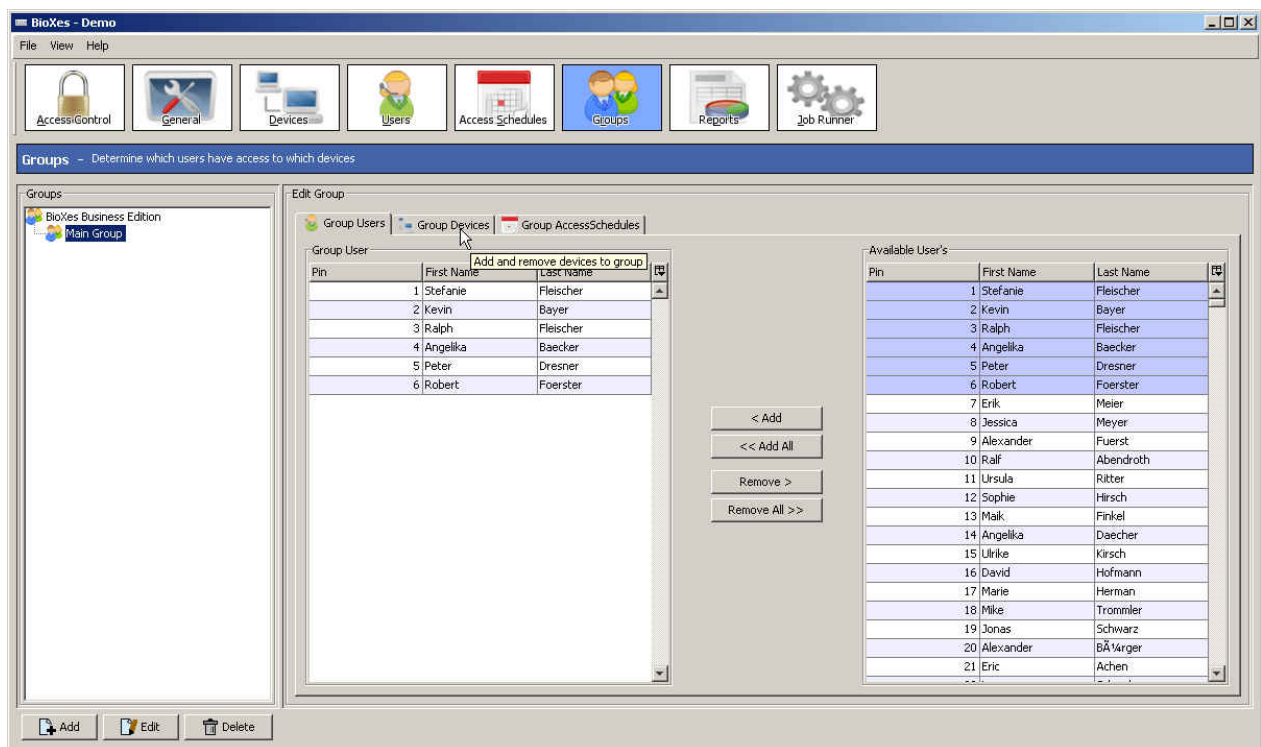 BioXes - Demo
File View Help
Access Control General Devices Users Access Schedules Groups Reports Job Runner
Groups - Determine which users have access to which devices
Groups
BioXes Business Edition
Main Group
Edit Group
Group Users Group Devices Group AccessSchedules
Add and remove devices to group
Group User
Pin First Name Last Name
1 Stefanie Fleischer
2 Kevin Bayer
3 Ralph Fleischer
4 Angelika Baecker
5 Peter Dresner
6 Robert Foerster
< Add
<< Add All
Remove >
Remove All >>
Available User's
Pin First Name Last Name
1 Stefanie Fleischer
2 Kevin Bayer
3 Ralph Fleischer
4 Angelika Baecker
5 Peter Dresner
6 Robert Foerster
7 Erik Meier
8 Jessica Meyer
9 Alexander Fuerst
10 Ralf Abendroth
11 Ursula Ritter
12 Sophie Hirsch
13 Maik Finkel
14 Angelika Daecher
15 Ulrike Kirsch
16 David Hofmann
17 Marie Herman
18 Mike Trommler
19 Jonas Schwarz
20 Alexander BÃ¼rger
21 Eric Achen
Add Edit Delete